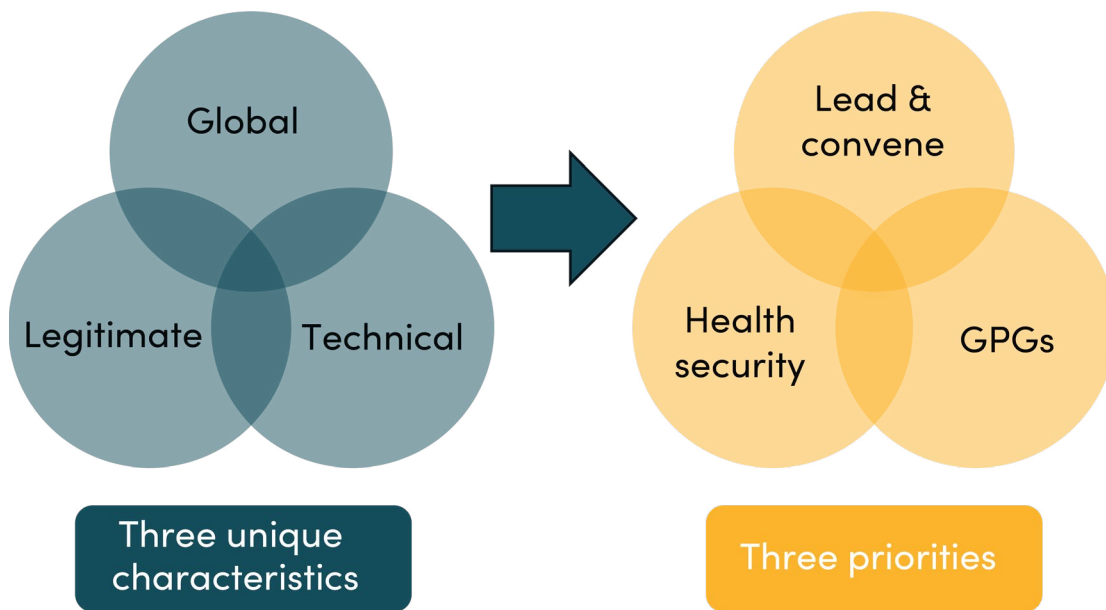 Global
Legitimate
Technical
Three unique
characteristics
Lead &
convene
Health
security
GPGs
Three priorities